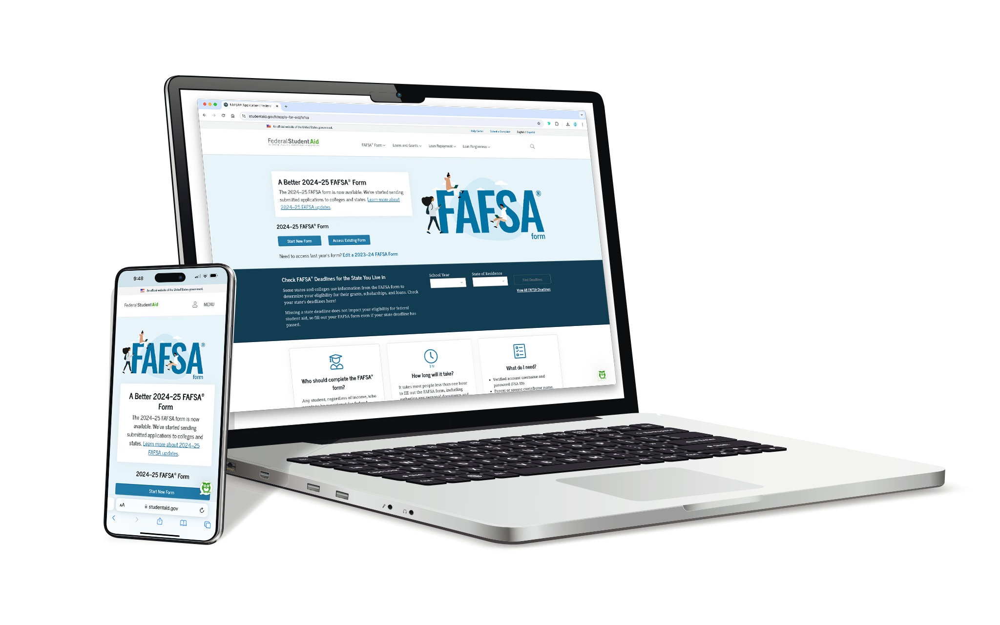 FAFSA® Application | Federal
studentaid.gov/h/apply-for-aid/fafsa
An official website of the United States government.
Help Center Submit a Complaint English | Español
Federal Student Aid
FAFSA® Form Loans and Grants Loan Repayment Loan Forgiveness
A Better 2024–25 FAFSA® Form
The 2024–25 FAFSA form is now available. We've started sending
submitted applications to colleges and states. Learn more about
2024–25 FAFSA updates.
FAFSA®
form
2024–25 FAFSA® Form
Start New Form Access Existing Form
Need to access last year's form? Edit a 2023–24 FAFSA Form
Check FAFSA® Deadlines for the State You Live In
Some states and colleges use information from the FAFSA form to
determine your eligibility for their grants, scholarships, and loans. Check
your state's deadlines here!
Missing a state deadline does not impact your eligibility for federal
student aid, so fill out your FAFSA form even if your state deadline has
passed.
School Year State of Residence Find Deadlines
View All FAFSA Deadlines
Who should complete the FAFSA®
form?
Any student, regardless of income, who
1 hr
How long will it take?
It takes most people less than one hour
to fill out the FAFSA form, including
gathering any personal documents and
What do I need?
• Verified account username and
password (FSA ID)
• Parent or spouse contributor name,
9:48
An official website of the United States government.
Federal Student Aid MENU
FAFSA®
form
A Better 2024–25 FAFSA®
Form
The 2024–25 FAFSA form is now
available. We've started sending
submitted applications to colleges and
states. Learn more about 2024–25
FAFSA updates.
2024–25 FAFSA® Form
Start New Form
AA studentaid.gov